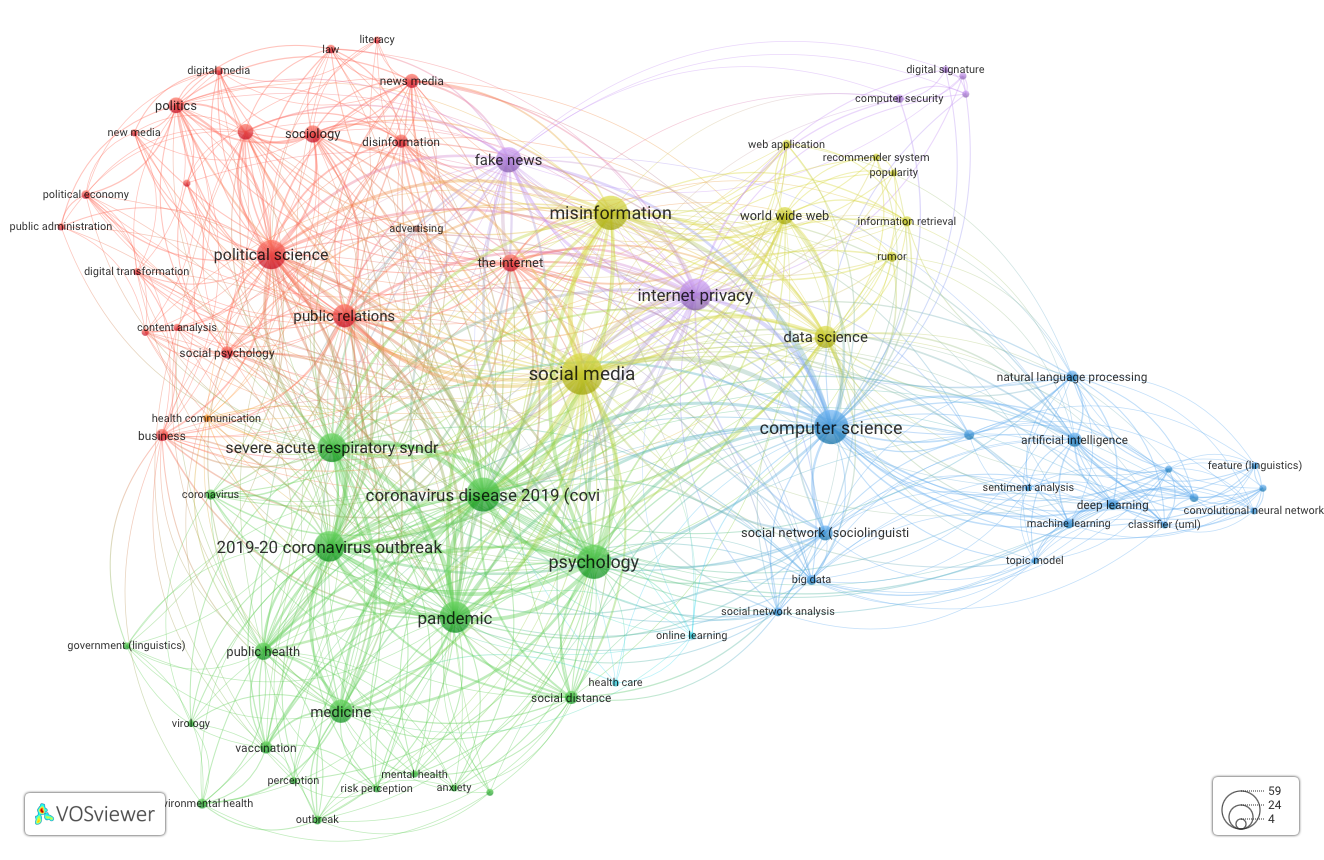 literacy
law
digital media
digital signature
news media
computer security
politics
new media
sociology
disinformation
web application
fake news
recommender system
popularity
political economy
misinformation
world wide web
information retrieval
public administration
advertising
political science
rumor
the internet
digital transformation
internet privacy
public relations
content analysis
data science
social psychology
social media
natural language processing
health communication
computer science
business
artificial intelligence
severe acute respiratory syndr
feature (linguistics)
sentiment analysis
coronavirus
coronavirus disease 2019 (covi
deep learning
convolutional neural network
machine learning
classifier (uml)
social network (sociolinguisti
2019-20 coronavirus outbreak
topic model
psychology
big data
social network analysis
pandemic
online learning
government (linguistics)
public health
health care
social distance
medicine
virology
vaccination
mental health
perception
risk perception
anxiety
vironmental health
outbreak
VOSviewer
59
24
4